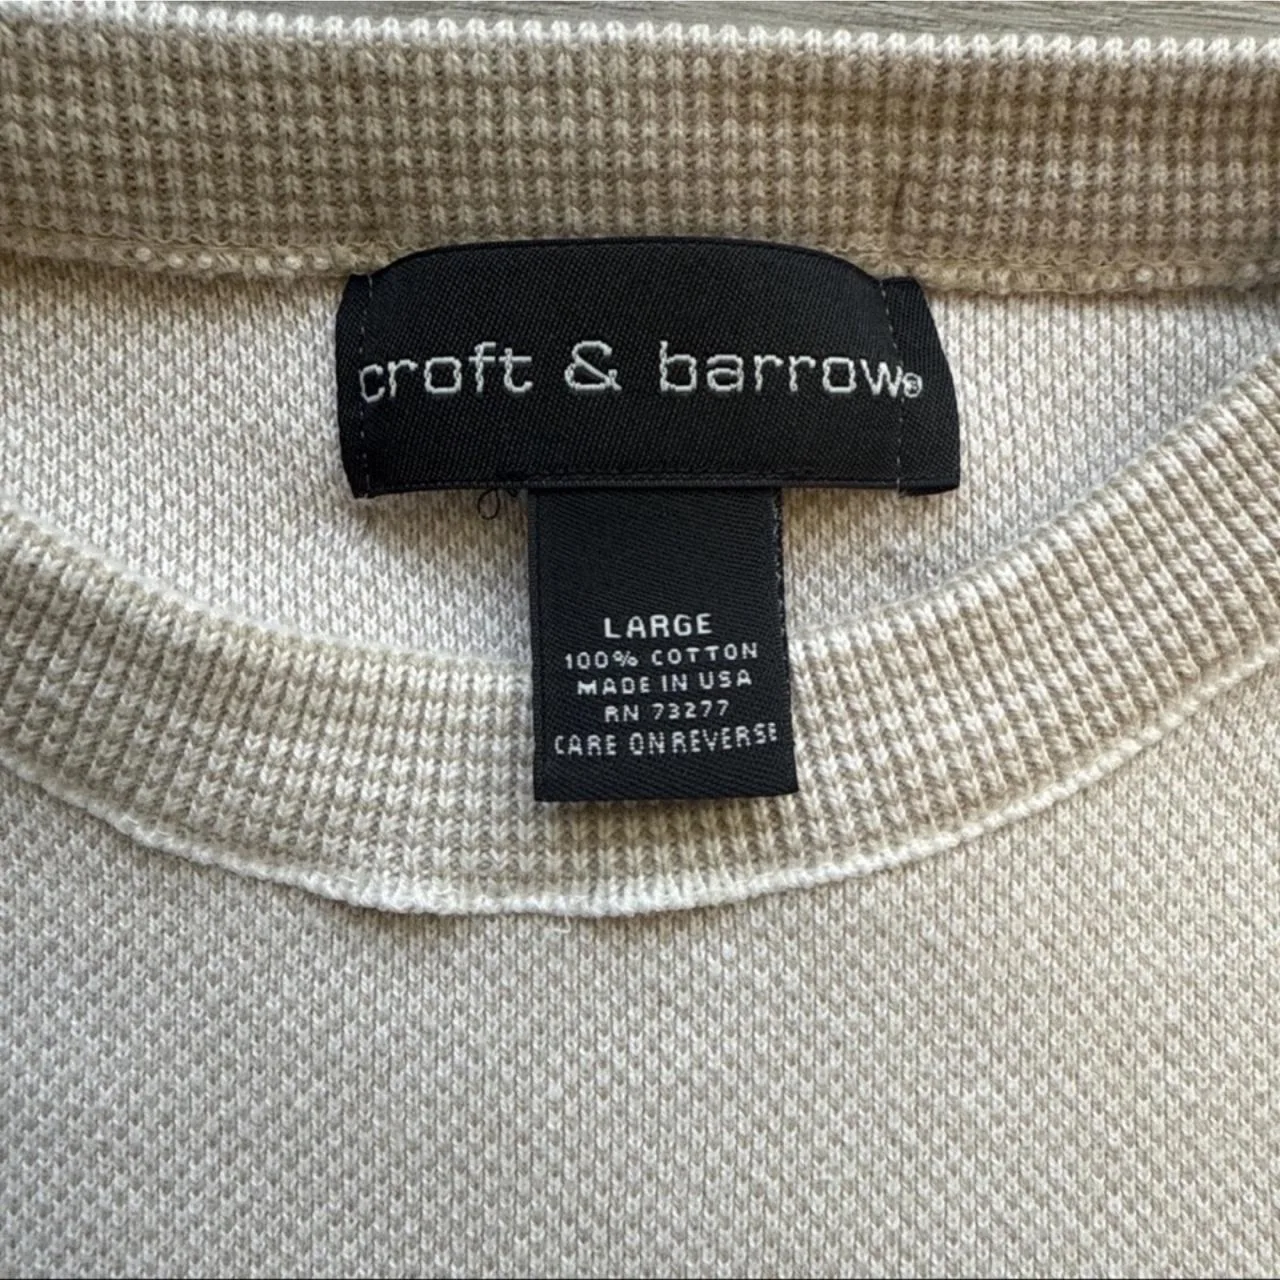 croft & barrow®
LARGE
100% COTTON
MADE IN USA
RN 73277
CARE ON REVERSE